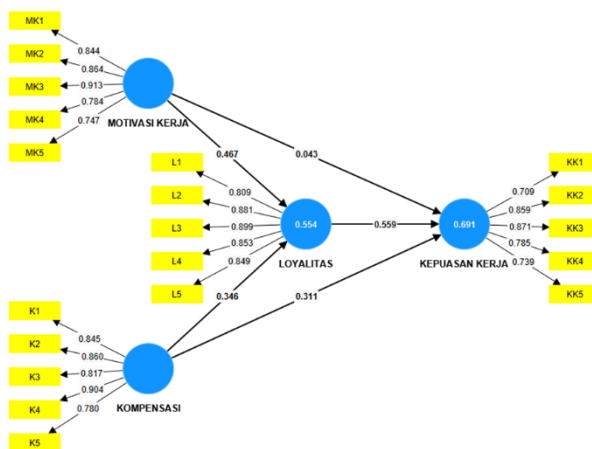 MK1
MK2
MK3
MK4
MK5
0.844
0.864
0.913
0.784
0.747
MOTIVASI KERJA
0.467
0.043
L1
L2
L3
L4
L5
0.809
0.881
0.899
0.853
0.849
0.554
LOYALITAS
0.559
0.691
KEPUASAN KERJA
0.709
0.859
0.871
0.785
0.739
KK1
KK2
KK3
KK4
KK5
0.346
0.311
K1
K2
K3
K4
K5
0.845
0.860
0.817
0.904
0.780
KOMPENSASI